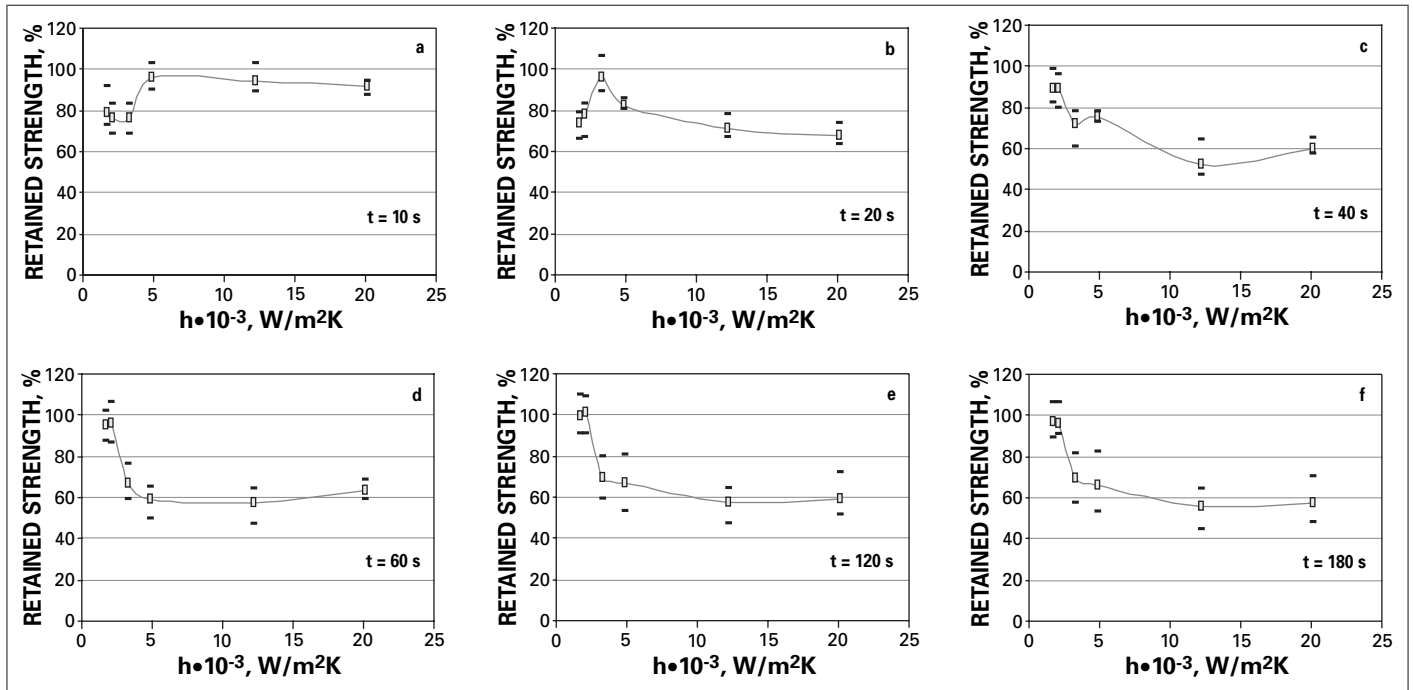 RETAINED STRENGTH, %
120
100
80
60
40
20
0
a
t = 10 s
0 5 10 15 20 25
h•10-3, W/m2K
RETAINED STRENGTH, %
120
100
80
60
40
20
0
b
t = 20 s
0 5 10 15 20 25
h•10-3, W/m2K
RETAINED STRENGTH, %
120
100
80
60
40
20
0
c
t = 40 s
0 5 10 15 20 25
h•10-3, W/m2K
RETAINED STRENGTH, %
120
100
80
60
40
20
0
d
t = 60 s
0 5 10 15 20 25
h•10-3, W/m2K
RETAINED STRENGTH, %
120
100
80
60
40
20
0
e
t = 120 s
0 5 10 15 20 25
h•10-3, W/m2K
RETAINED STRENGTH, %
120
100
80
60
40
20
0
f
t = 180 s
0 5 10 15 20 25
h•10-3, W/m2K